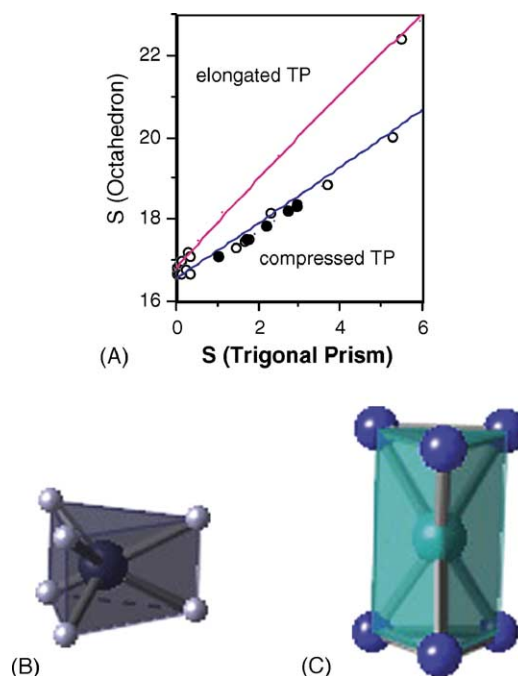 22
20
18
16
S (Octahedron)
elongated TP
compressed TP
0
2
4
6
(A)
S (Trigonal Prism)
(B)
(C)